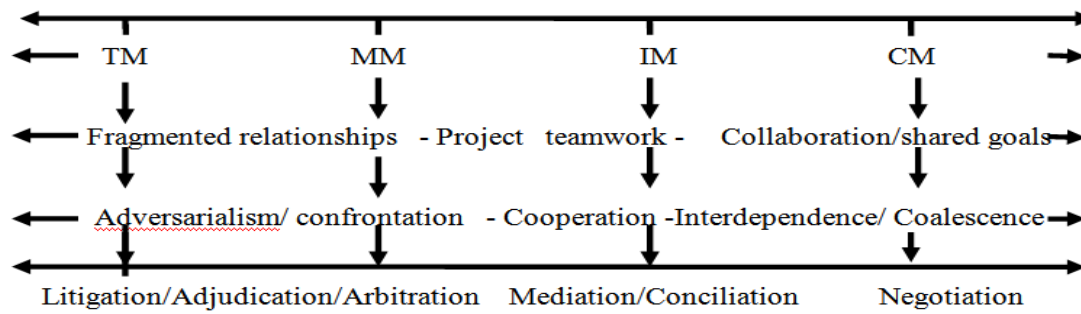 TM MM IM CM
Fragmented relationships - Project teamwork - Collaboration/shared goals
Adversarialism/ confrontation - Cooperation -Interdependence/ Coalescence
Litigation/Adjudication/Arbitration Mediation/Conciliation Negotiation